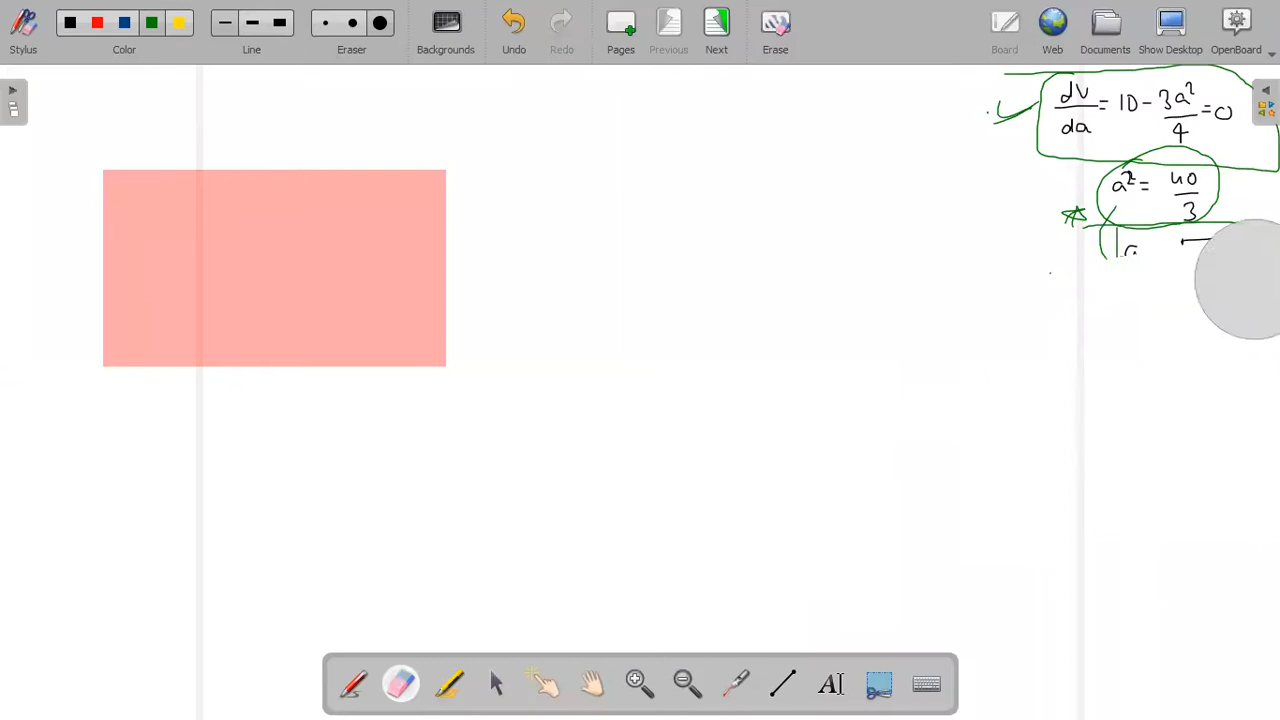 Stylus
Color
Line
Eraser
Backgrounds
Undo
Redo
Pages
Previous
Next
Erase
Board
Web
Documents
Show Desktop
OpenBoard
dV/da = 10 - 3a²/4 = 0
a² = 40/3
a
AI